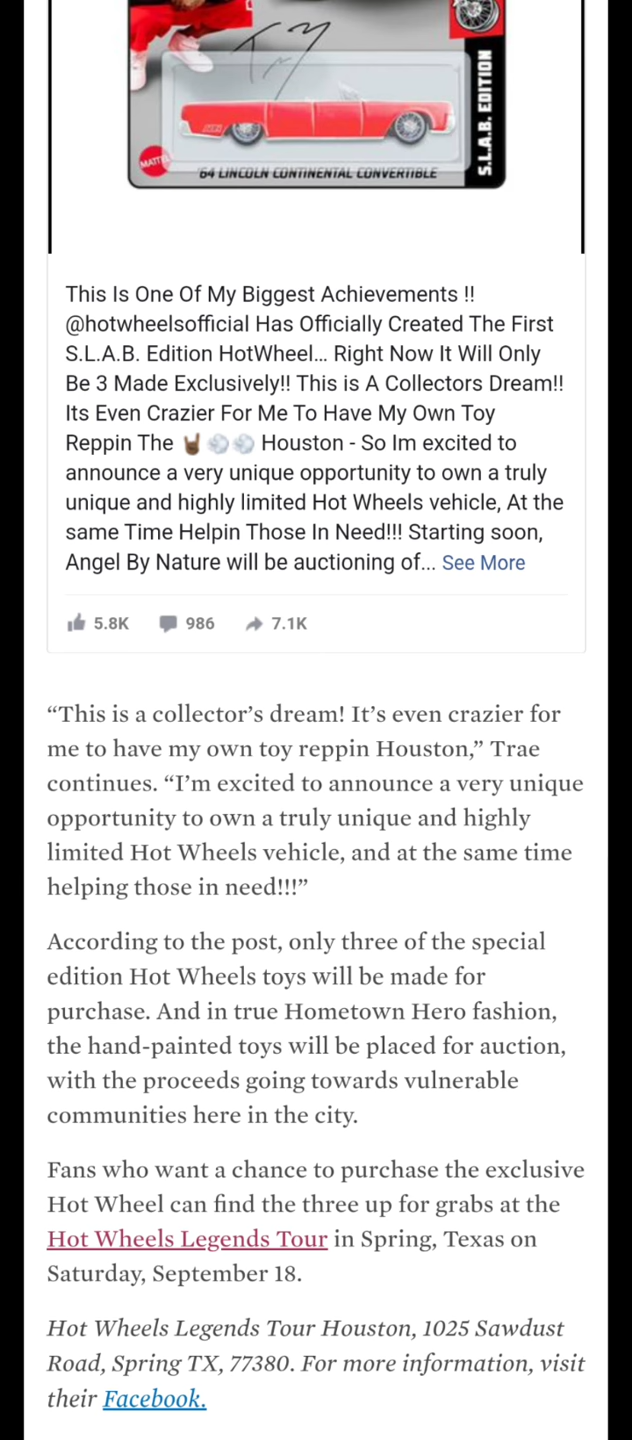 MATTEL
'64 LINCOLN CONTINENTAL CONVERTIBLE
S.L.A.B. EDITION
This Is One Of My Biggest Achievements !!
@hotwheelsofficial Has Officially Created The First
S.L.A.B. Edition HotWheel... Right Now It Will Only
Be 3 Made Exclusively!! This is A Collectors Dream!!
Its Even Crazier For Me To Have My Own Toy
Reppin The 🤘🏾💨💨 Houston - So Im excited to
announce a very unique opportunity to own a truly
unique and highly limited Hot Wheels vehicle, At the
same Time Helpin Those In Need!!! Starting soon,
Angel By Nature will be auctioning of... See More
5.8K 986 7.1K
“This is a collector’s dream! It’s even crazier for
me to have my own toy reppin Houston,” Trae
continues. “I’m excited to announce a very unique
opportunity to own a truly unique and highly
limited Hot Wheels vehicle, and at the same time
helping those in need!!!”
According to the post, only three of the special
edition Hot Wheels toys will be made for
purchase. And in true Hometown Hero fashion,
the hand-painted toys will be placed for auction,
with the proceeds going towards vulnerable
communities here in the city.
Fans who want a chance to purchase the exclusive
Hot Wheel can find the three up for grabs at the
Hot Wheels Legends Tour in Spring, Texas on
Saturday, September 18.
Hot Wheels Legends Tour Houston, 1025 Sawdust
Road, Spring TX, 77380. For more information, visit
their Facebook.